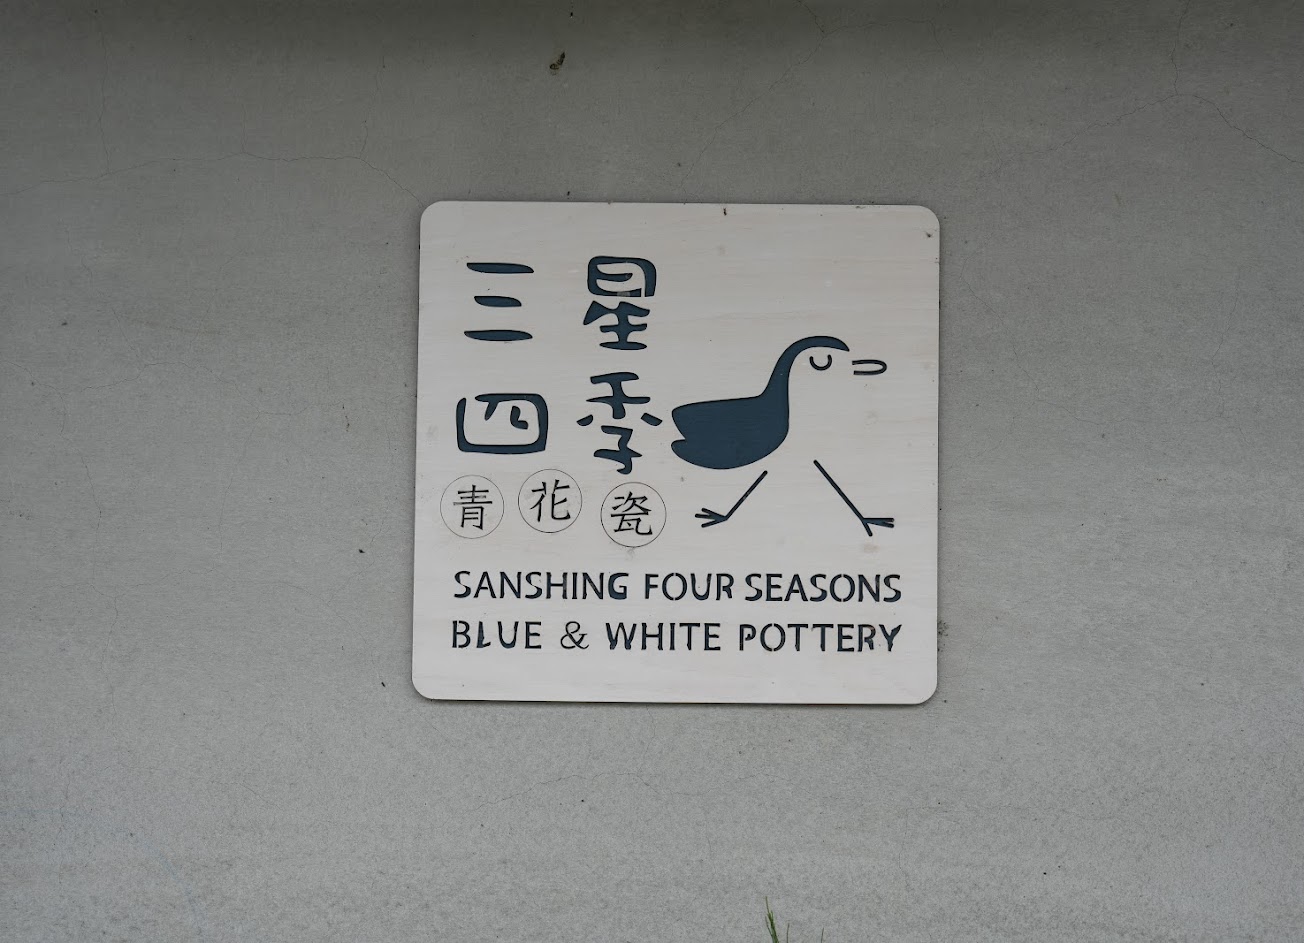 三星
四季
青花瓷
SANSHING FOUR SEASONS
BLUE & WHITE POTTERY